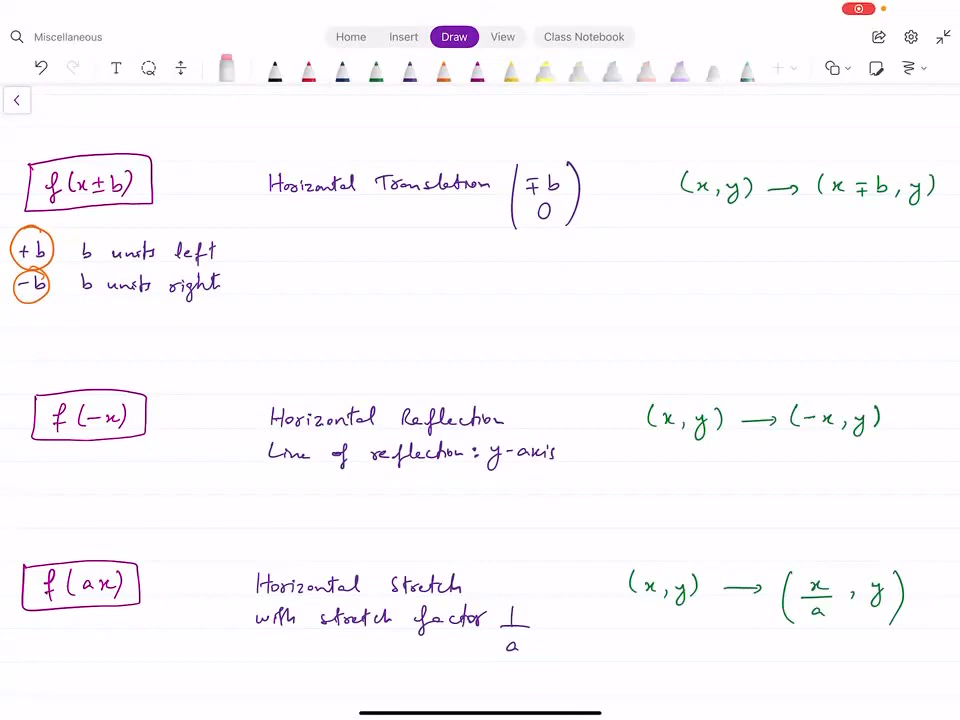 Miscellaneous
Home Insert Draw View Class Notebook
T
f(x±b) Horizontal Translation (∓b 0) (x, y) → (x ∓ b, y)
+b b units left
-b b units right
f(-x) Horizontal Reflection (x, y) → (-x, y)
Line of reflection: y-axis
f(ax) Horizontal Stretch (x, y) → (x/a, y)
with stretch factor 1/a